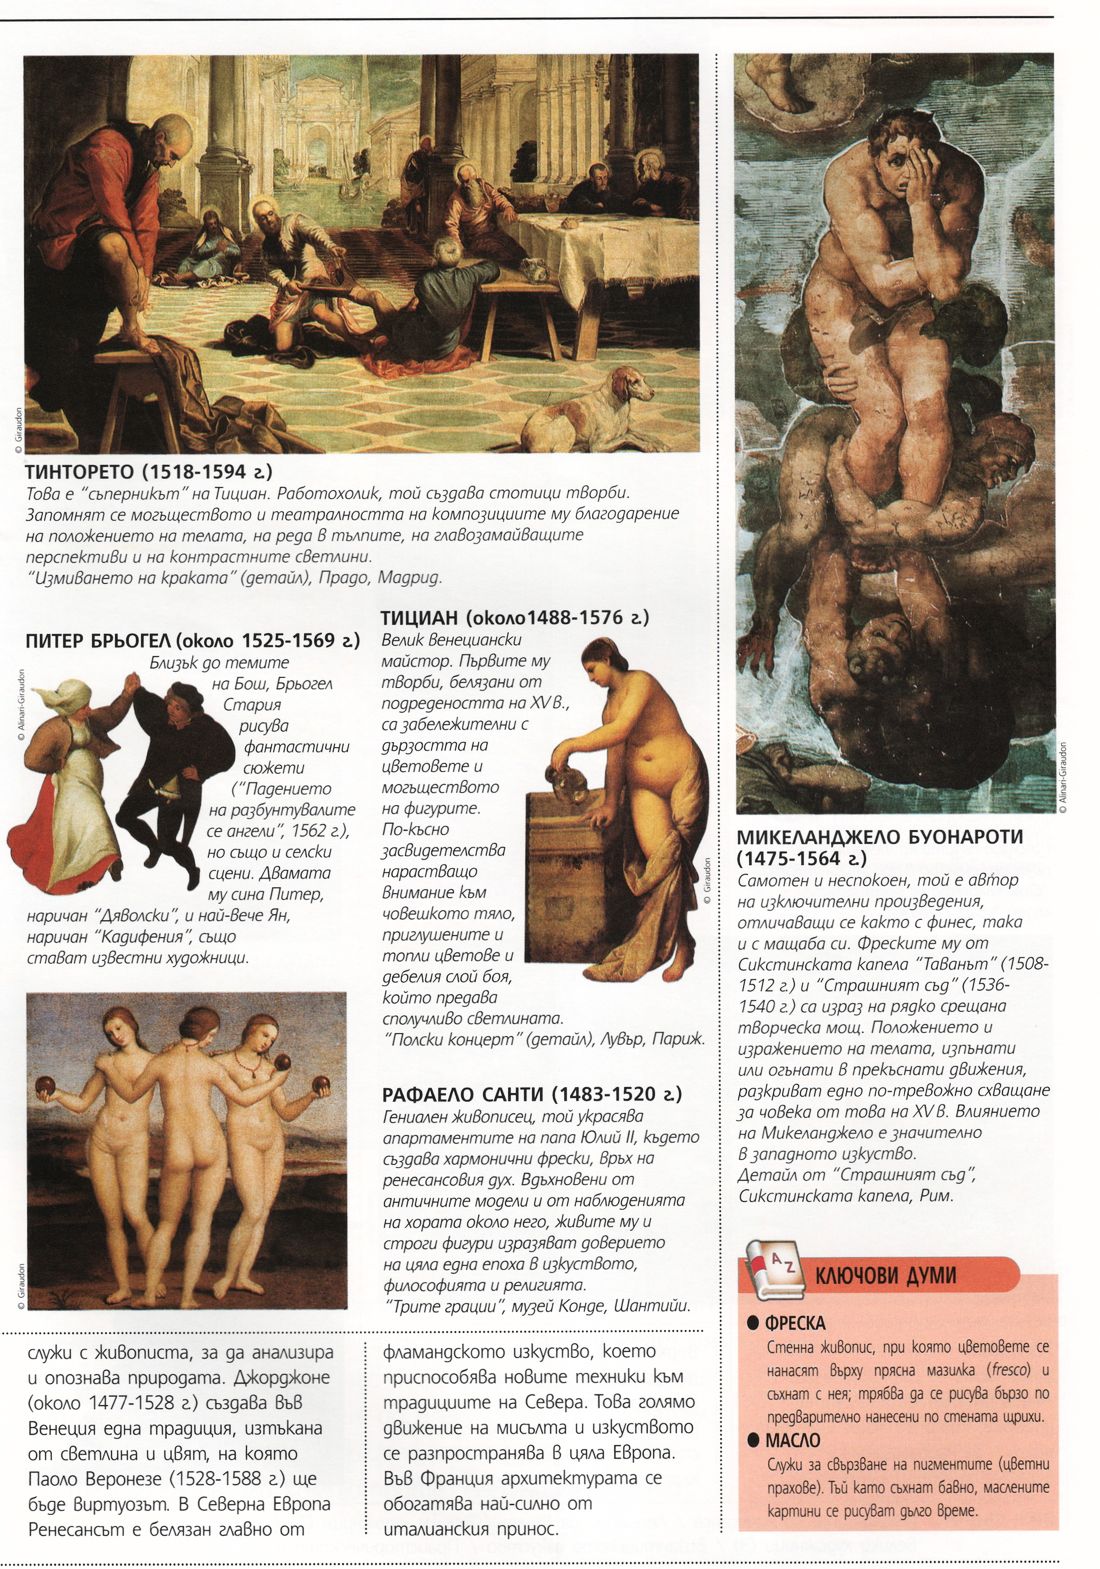 © Giraudon
ТИНТОРЕТО (1518-1594 г.)
Това е “съперникът” на Тициан. Работохолик, той създава стотици творби.
Запомнят се могъществото и театралността на композициите му благодарение
на положението на телата, на реда в тълпите, на главозамайващите
перспективи и на контрастните светлини.
“Измиването на краката” (детайл), Прадо, Мадрид.
ПИТЕР БРЬОГЕЛ (около 1525-1569 г.)
© Alinari-Giraudon
Близък до темите
на Бош, Брьогел
Стария
рисува
фантастични
сюжети
(“Падението
на разбунтувалите
се ангели”, 1562 г.),
но също и селски
сцени. Двамата
му сина Питер,
наричан “Дяволски”, и най-вече Ян,
наричан “Кадифения”, също
стават известни художници.
© Giraudon
ТИЦИАН (около1488-1576 г.)
Велик венециански
майстор. Първите му
творби, белязани от
подредеността на XV в.,
са забележителни с
дързостта на
цветовете и
могъществото
на фигурите.
По-късно
засвидетелства
нарастващо
внимание към
човешкото тяло,
приглушените и
топли цветове и
дебелия слой боя,
който предава
сполучливо светлината.
“Полски концерт” (детайл), Лувър, Париж.
© Giraudon
РАФАЕЛО САНТИ (1483-1520 г.)
Гениален живописец, той украсява
апартаментите на папа Юлий II, където
създава хармонични фрески, връх на
ренесансовия дух. Вдъхновени от
античните модели и от наблюденията
на хората около него, живите му и
строги фигури изразяват доверието
на цяла една епоха в изкуството,
философията и религията.
“Трите грации”, музей Конде, Шантийи.
© Alinari-Giraudon
МИКЕЛАНДЖЕЛО БУОНАРОТИ
(1475-1564 г.)
Самотен и неспокоен, той е автор
на изключителни произведения,
отличаващи се както с финес, така
и с мащаба си. Фреските му от
Сикстинската капела “Таванът” (1508-
1512 г.) и “Страшният съд” (1536-
1540 г.) са израз на рядко срещана
творческа мощ. Положението и
изражението на телата, изпънати
или огънати в прекъснати движения,
разкриват едно по-тревожно схващане
за човека от това на XV в. Влиянието
на Микеланджело е значително
в западното изкуство.
Детайл от “Страшният съд”,
Сикстинската капела, Рим.
A
Z
КЛЮЧОВИ ДУМИ
● ФРЕСКА
Стенна живопис, при която цветовете се
нанасят върху прясна мазилка (fresco) и
съхнат с нея; трябва да се рисува бързо по
предварително нанесени по стената щрихи.
● МАСЛО
Служи за свързване на пигментите (цветни
прахове). Тъй като съхнат бавно, маслените
картини се рисуват дълго време.
служи с живописта, за да анализира
и опознава природата. Джорджоне
(около 1477-1528 г.) създава във
Венеция една традиция, изтъкана
от светлина и цвят, на която
Паоло Веронезе (1528-1588 г.) ще
бъде виртуозът. В Северна Европа
Ренесансът е белязан главно от
фламандското изкуство, което
приспособява новите техники към
традициите на Севера. Това голямо
движение на мисълта и изкуството
се разпространява в цяла Европа.
Във Франция архитектурата се
обогатява най-силно от
италианския принос.